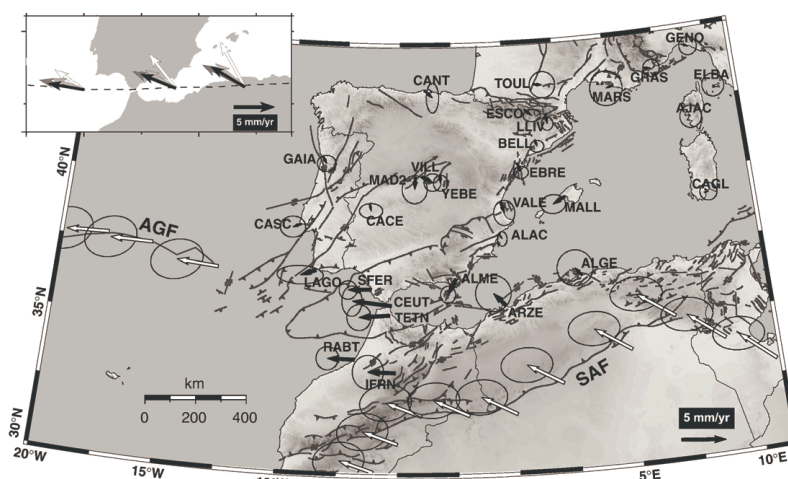 5 mm/yr
GENO
GRAS
ELBA
CANT
TOUL
MARS
AJAC
ESCO
LLIV
BELL
40°N
GAIA
VILL
MAD2
YEBE
EBRE
CAGL
CASC
CACE
VALE
MALL
ALAC
AGF
35°N
LAGO
SFER
ALME
ALGE
CEUT
TETN
ARZE
RABT
IFRN
SAF
km
0 200 400
5 mm/yr
30°N
20°W
15°W
5°E
10°E